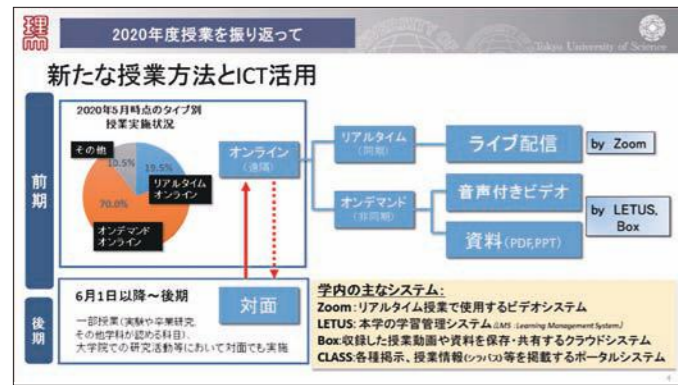 理科大
2020年度授業を振り返って
Tokyo University of Science
新たな授業方法とICT活用
前期
2020年5月時点のタイプ別
授業実施状況
その他
10.5%
19.5%
リアルタイム
オンライン
70.0%
オンデマンド
オンライン
オンライン
(遠隔)
リアルタイム
(同期)
ライブ配信
by Zoom
オンデマンド
(非同期)
音声付きビデオ
資料(PDF,PPT)
by LETUS,
Box
後期
6月1日以降～後期
一部授業(実験や卒業研究、
その他学科が認める科目)、
大学院での研究活動等において対面でも実施
対面
学内の主なシステム:
Zoom:リアルタイム授業で使用するビデオシステム
LETUS: 本学の学習管理システム(LMS:Learning Management System)
Box:収録した授業動画や資料を保存・共有するクラウドシステム
CLASS:各種掲示、授業情報(シラバス)等を掲載するポータルシステム